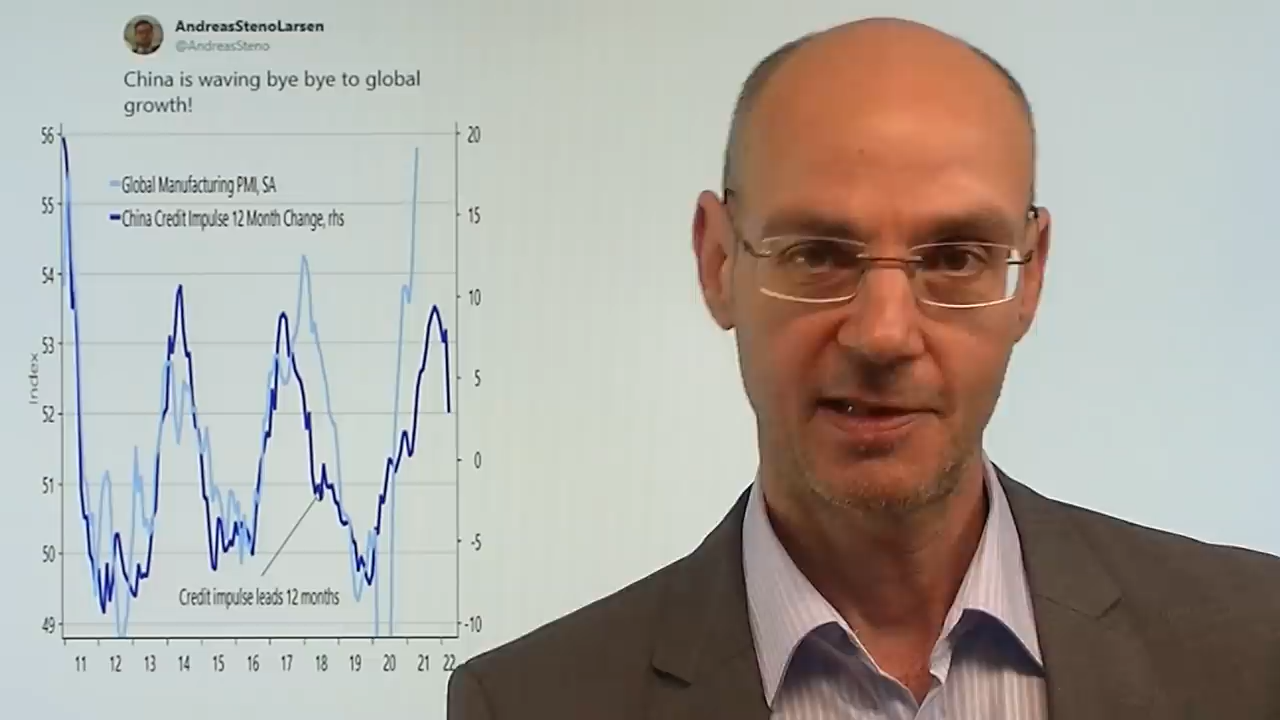 AndreasStenoLarsen
@AndreasSteno
China is waving bye bye to global
growth!
Global Manufacturing PMI, SA
China Credit Impulse 12 Month Change, rhs
Credit impulse leads 12 months
Index
56
55
54
53
52
51
50
49
20
15
10
5
0
-5
-10
11 12 13 14 15 16 17 18 19 20 21 22